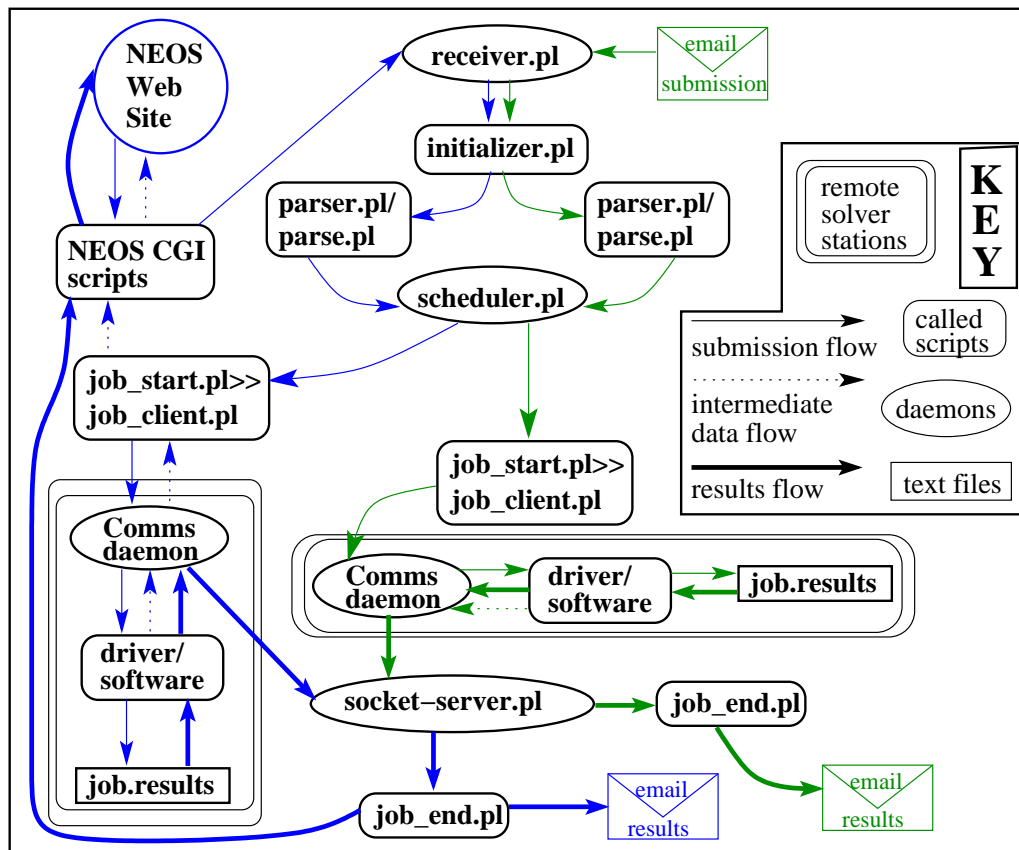 NEOS
Web
Site
receiver.pl
email
submission
initializer.pl
parser.pl/
parse.pl
parser.pl/
parse.pl
remote
solver
stations
K
E
Y
NEOS CGI
scripts
scheduler.pl
submission flow
called
scripts
job_start.pl>>
job_client.pl
intermediate
data flow
daemons
job_start.pl>>
job_client.pl
results flow
text files
Comms
daemon
driver/
software
job.results
Comms
daemon
driver/
software
job.results
socket−server.pl
job_end.pl
job_end.pl
email
results
email
results